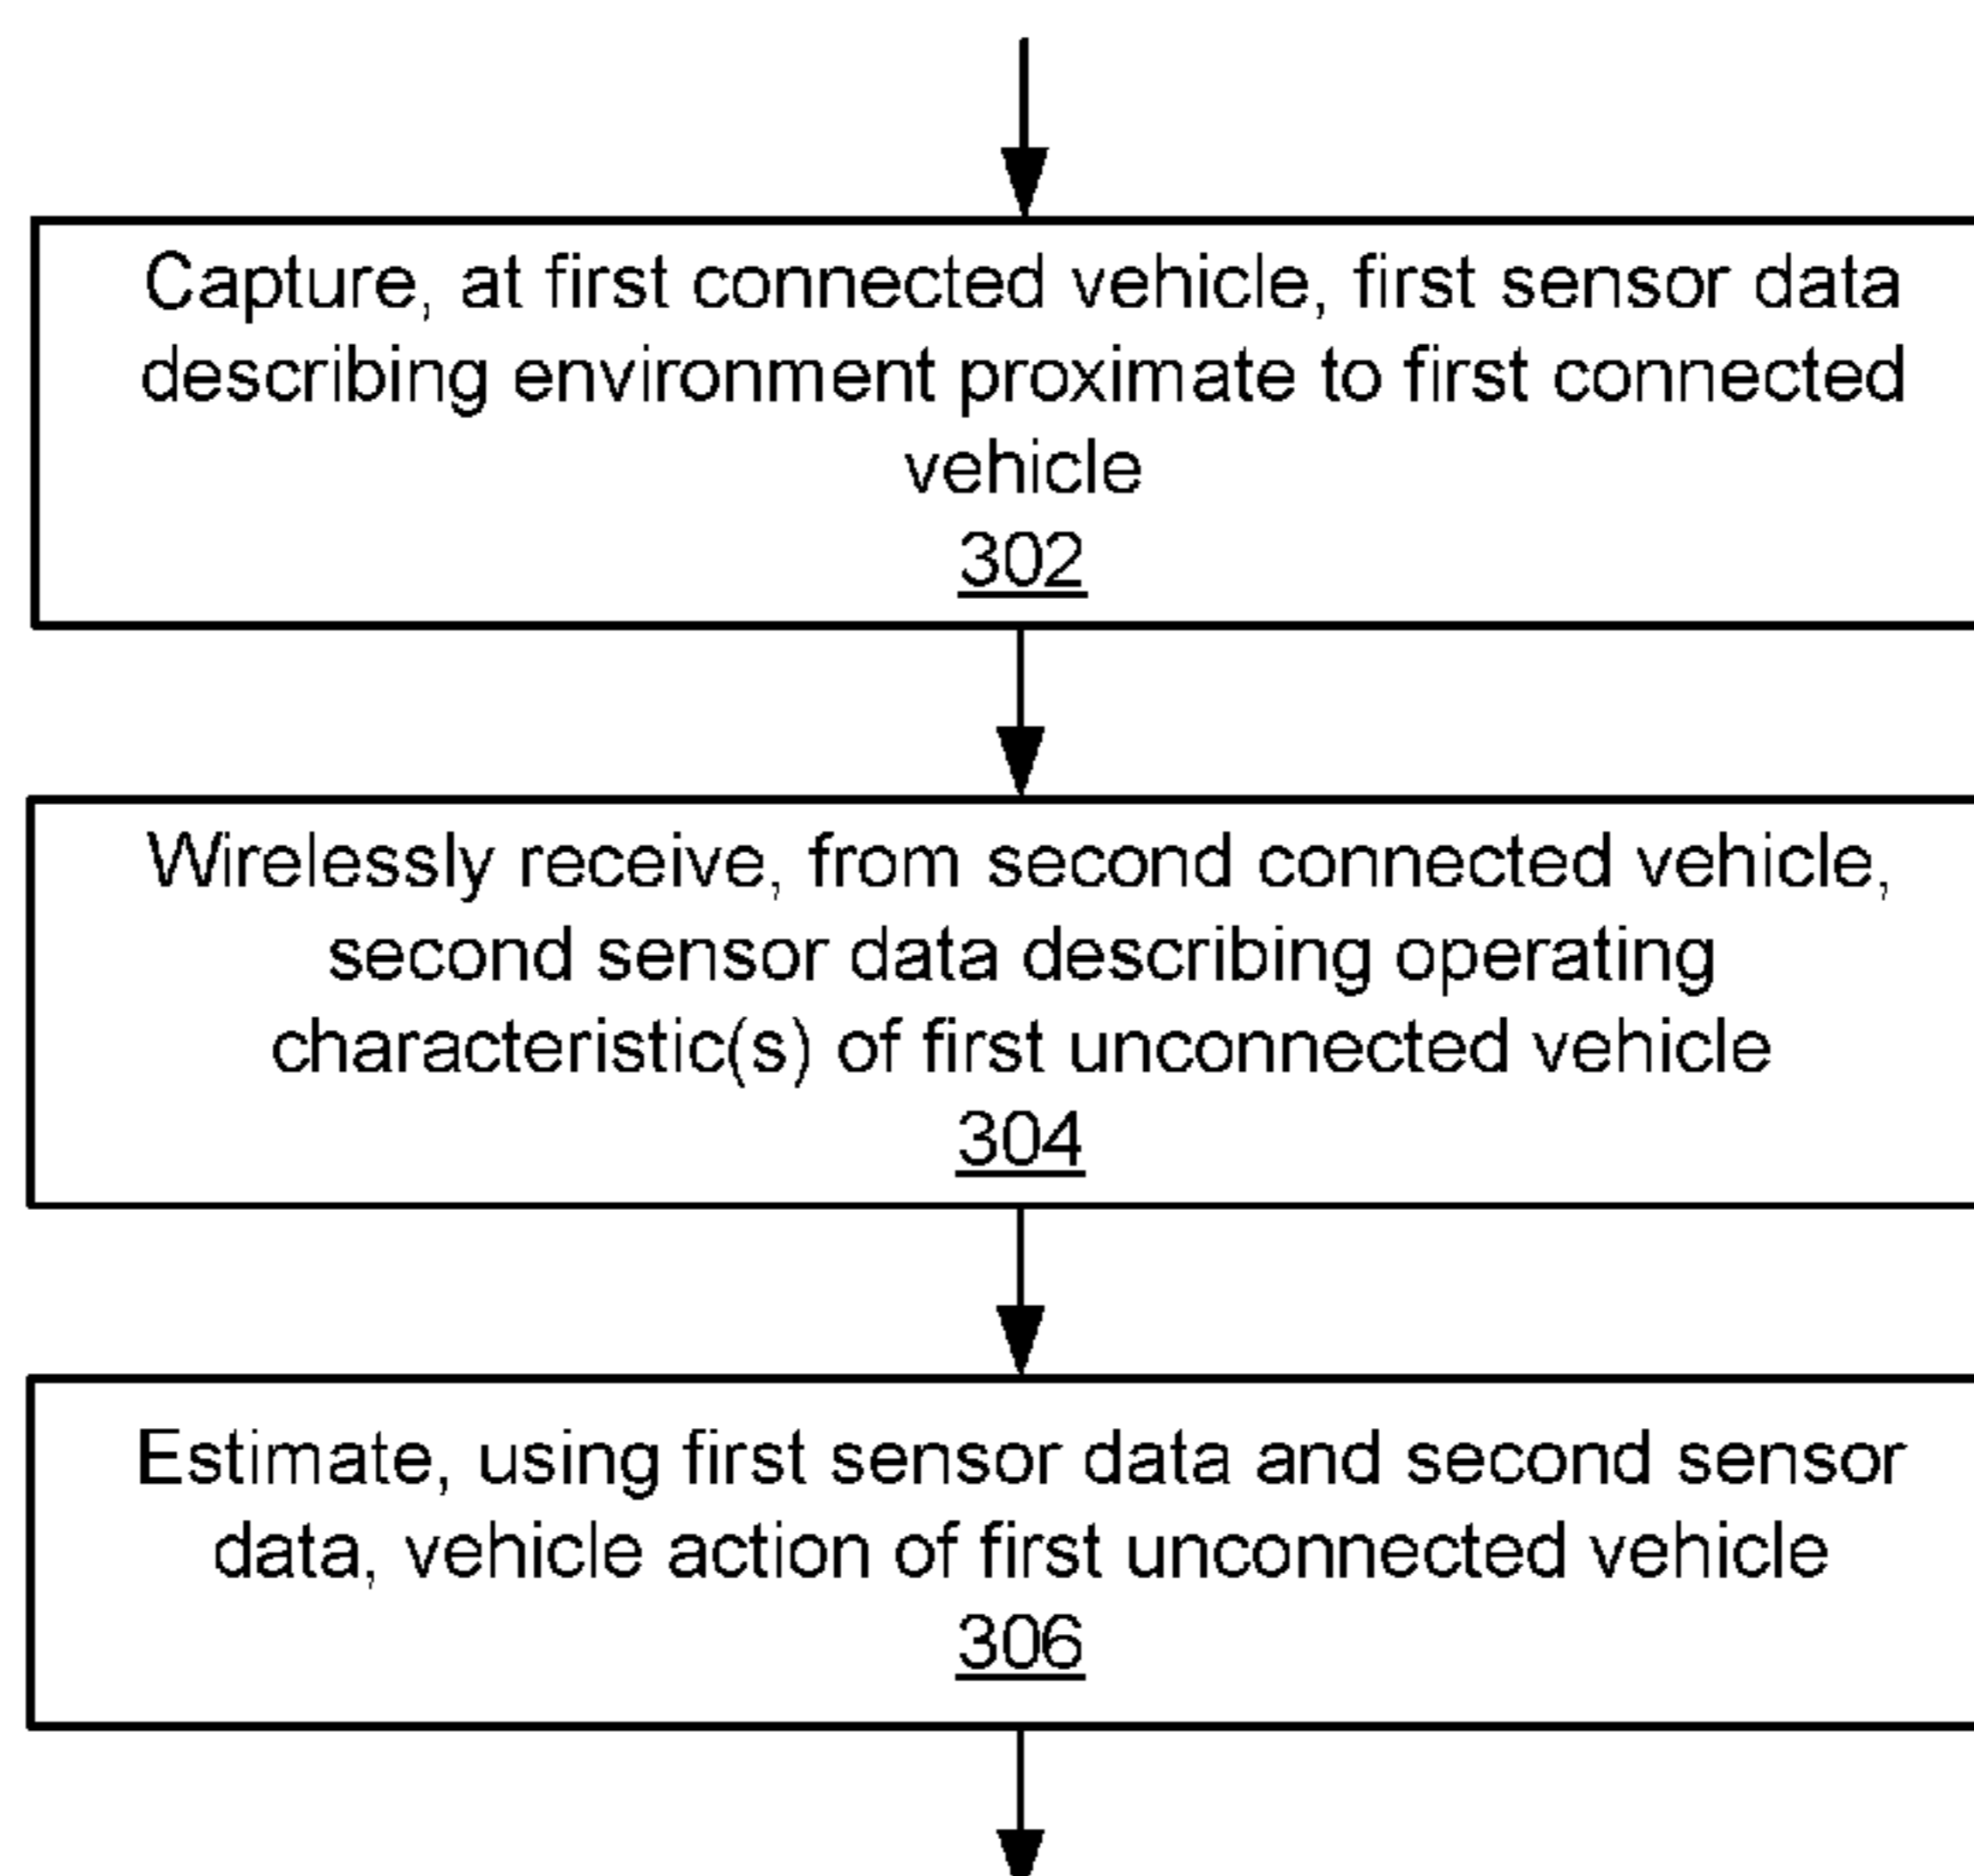 Capture, at first connected vehicle, first sensor data
describing environment proximate to first connected
vehicle
302
Wirelessly receive, from second connected vehicle,
second sensor data describing operating
characteristic(s) of first unconnected vehicle
304
Estimate, using first sensor data and second sensor
data, vehicle action of first unconnected vehicle
306